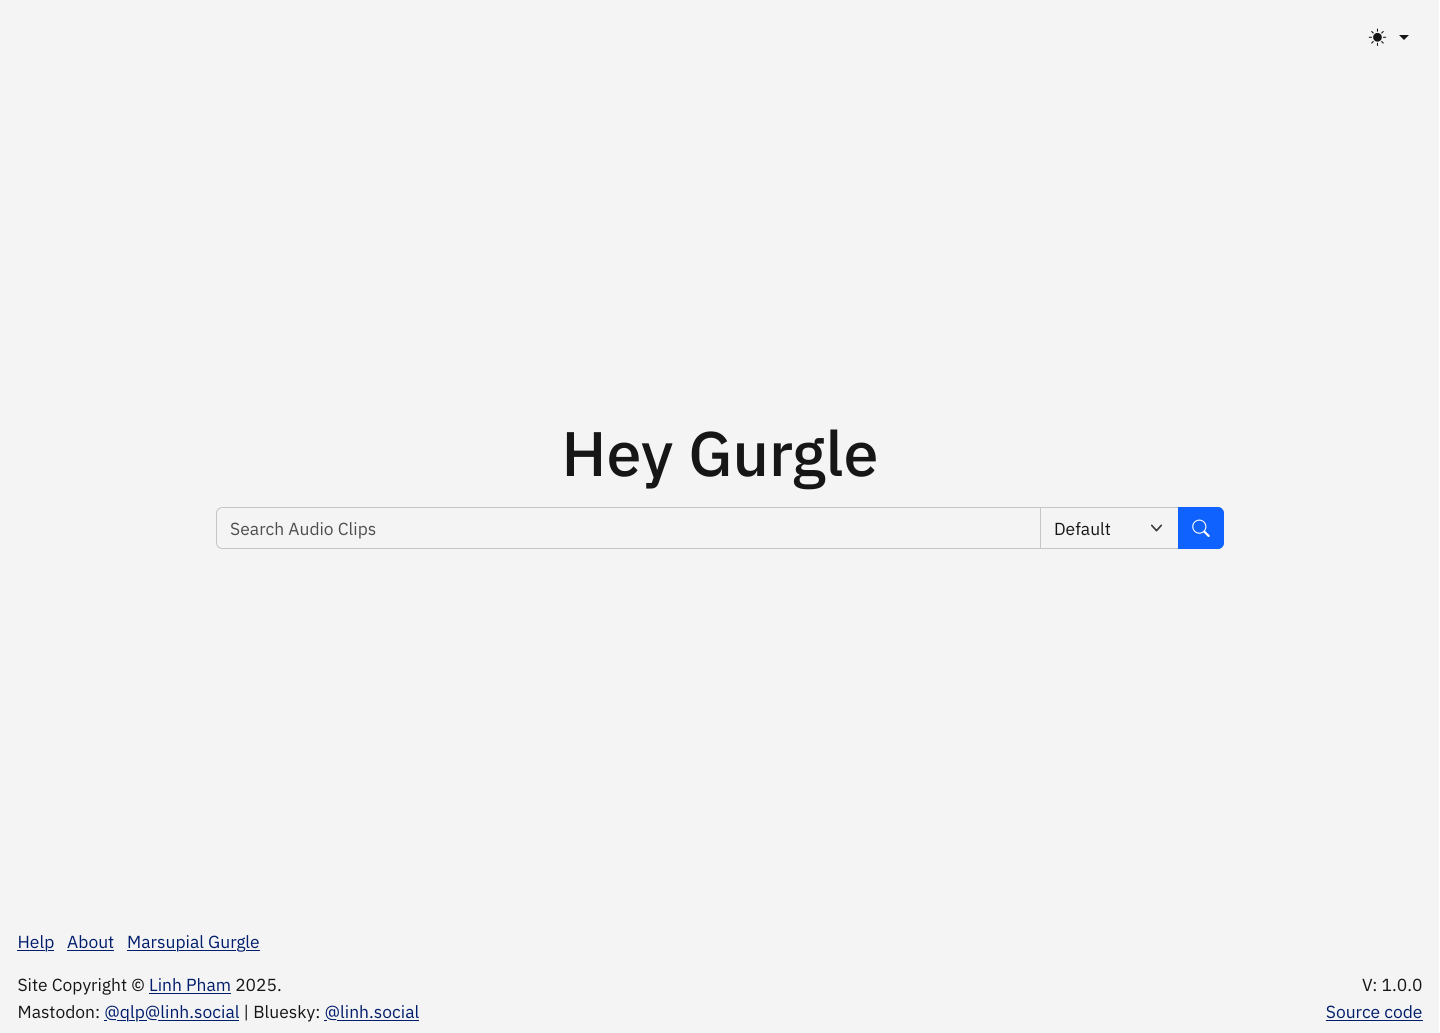 Hey Gurgle
Search Audio Clips
Default
Help About Marsupial Gurgle
Site Copyright © Linh Pham 2025.
V: 1.0.0
Mastodon: @qlp@linh.social | Bluesky: @linh.social
Source code